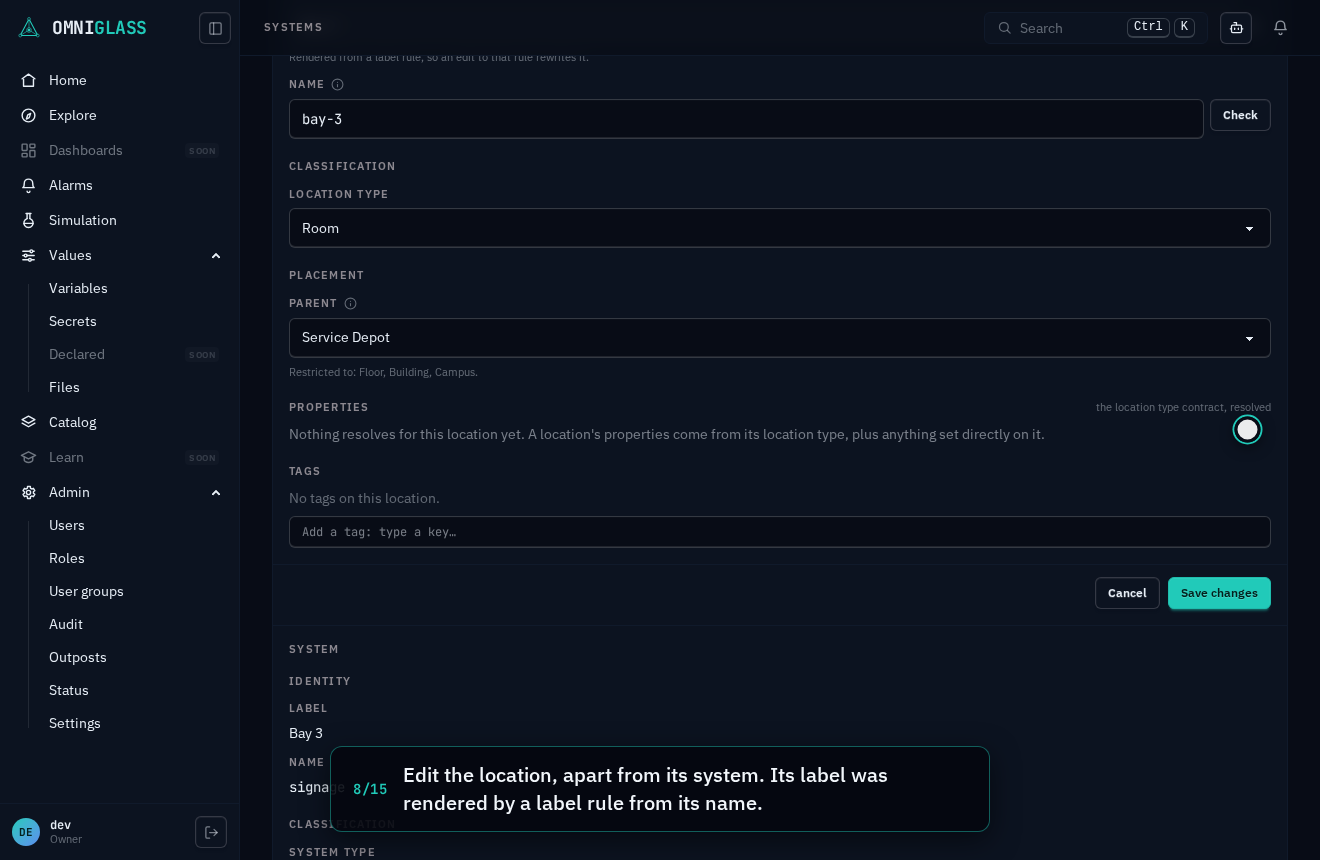 OMNIGLASS
SYSTEMS
Search
Ctrl
K
Home
Explore
Dashboards
SOON
Alarms
Simulation
Values
Variables
Secrets
Declared
SOON
Files
Catalog
Learn
SOON
Admin
Users
Roles
User groups
Audit
Outposts
Status
Settings
DE
dev
Owner
Rendered from a label rule, so an edit to that rule rewrites it.
NAME
bay-3
Check
CLASSIFICATION
LOCATION TYPE
Room
PLACEMENT
PARENT
Service Depot
Restricted to: Floor, Building, Campus.
PROPERTIES
the location type contract, resolved
Nothing resolves for this location yet. A location's properties come from its location type, plus anything set directly on it.
TAGS
No tags on this location.
Add a tag: type a key…
Cancel
Save changes
SYSTEM
IDENTITY
LABEL
Bay 3
NAME
signage
8/15
Edit the location, apart from its system. Its label was
rendered by a label rule from its name.
CLASSIFICATION
SYSTEM TYPE